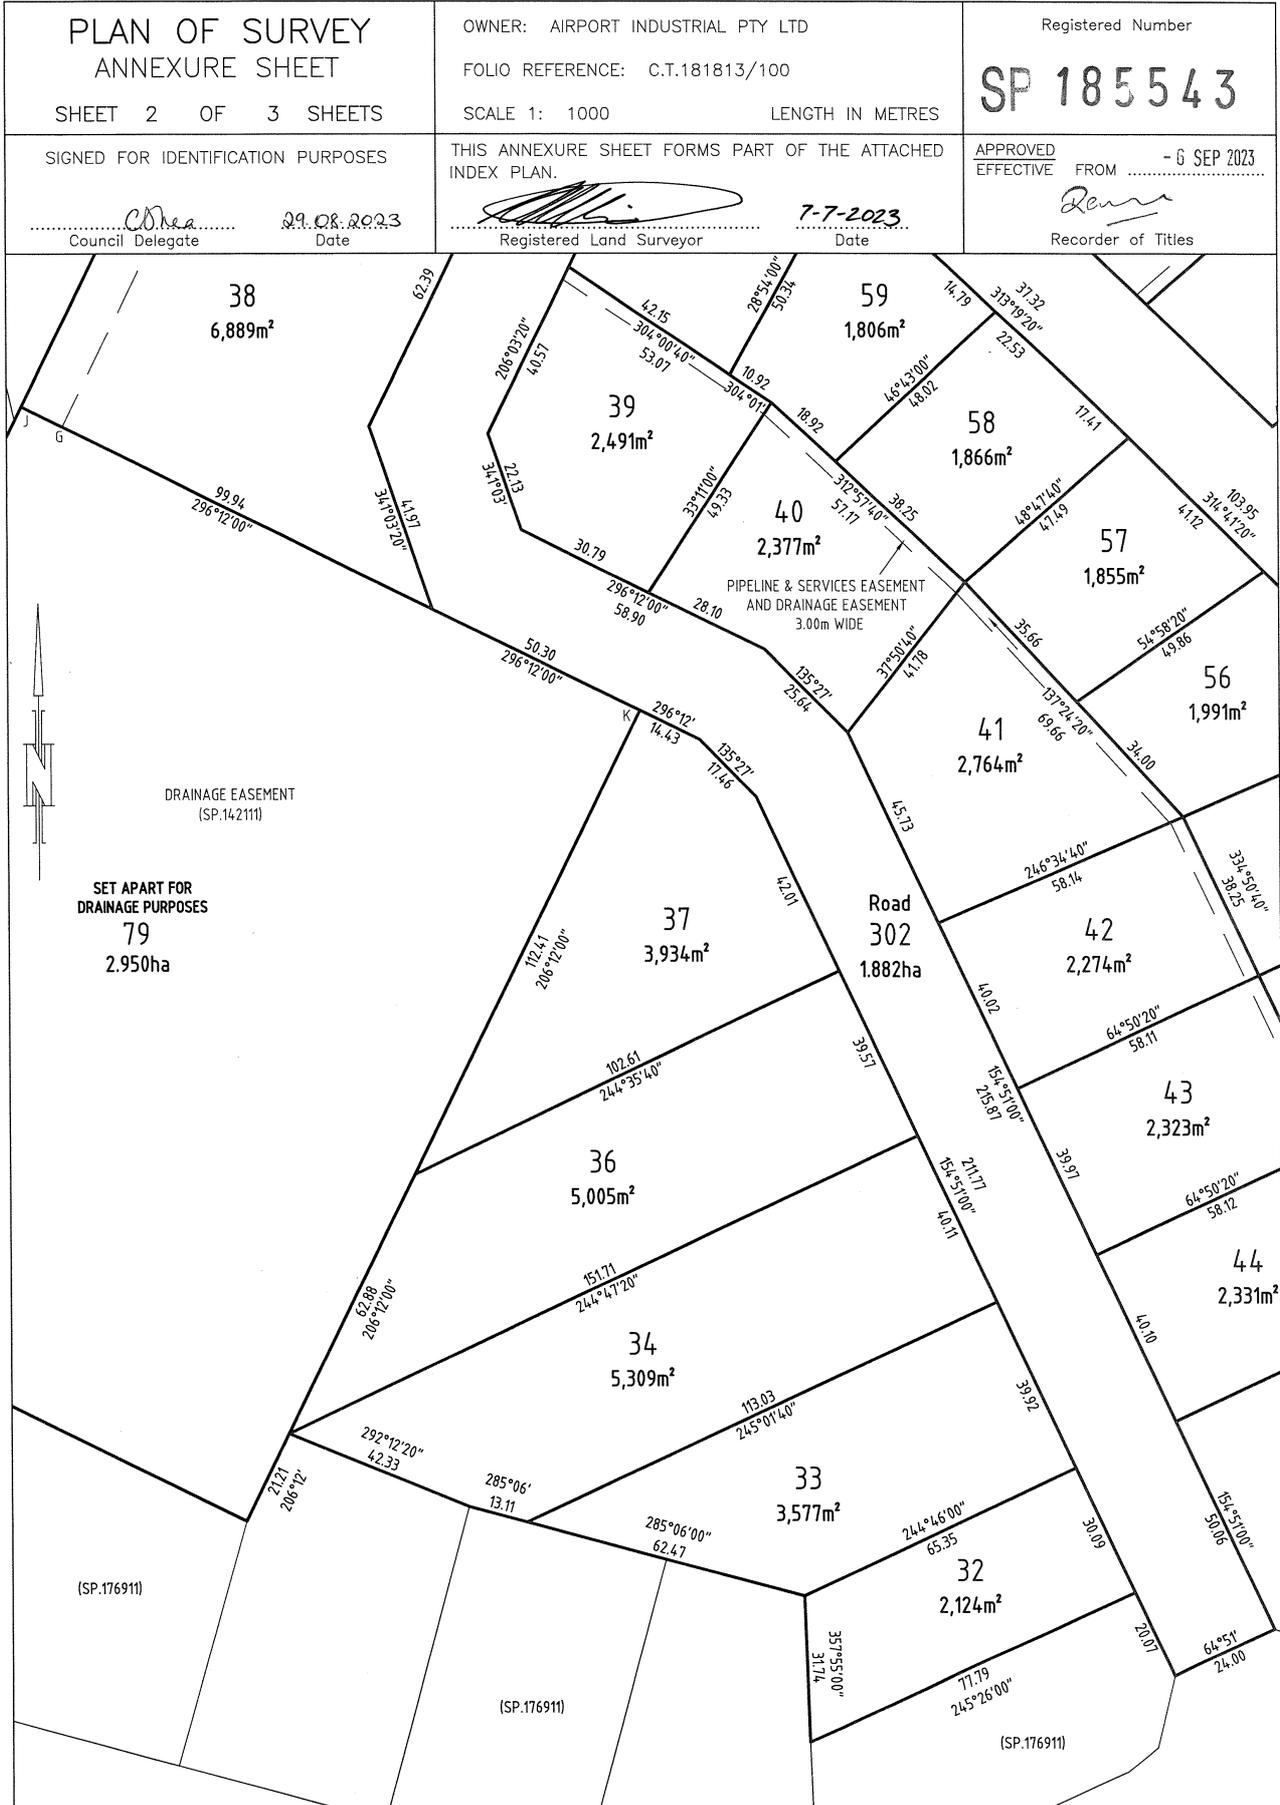 PLAN OF SURVEY
ANNEXURE SHEET
SHEET 2 OF 3 SHEETS
OWNER: AIRPORT INDUSTRIAL PTY LTD
FOLIO REFERENCE: C.T.181813/100
SCALE 1: 1000 LENGTH IN METRES
Registered Number
SP 185543
SIGNED FOR IDENTIFICATION PURPOSES
29.08.2023
Council Delegate Date
THIS ANNEXURE SHEET FORMS PART OF THE ATTACHED
INDEX PLAN.
7-7-2023
Registered Land Surveyor Date
APPROVED
EFFECTIVE FROM - 6 SEP 2023
Recorder of Titles
38
6,889m²
62.39
206°03'20"
40.57
42.15
304°00'40"
53.07
28°54'00"
50.34
59
1,806m²
14.79
37.32
313°19'20"
22.53
10.92
304°01'
46°43'00"
48.02
J
G
39
2,491m²
18.92
58
1,866m²
17.41
99.94
296°12'00"
341°03'20"
41.97
22.13
341°03'
33°11'00"
49.33
40
2,377m²
312°57'40"
57.17
38.25
48°47'40"
47.49
103.95
314°41'20"
41.12
57
1,855m²
30.79
296°12'00"
58.90
28.10
PIPELINE & SERVICES EASEMENT
AND DRAINAGE EASEMENT
3.00m WIDE
35.66
54°58'20"
49.86
50.30
296°12'00"
135°27'
25.64
37°50'40"
41.78
56
1,991m²
K
296°12'
14.43
135°27'
17.46
41
2,764m²
137°24'20"
69.66
34.00
DRAINAGE EASEMENT
(SP.142111)
45.73
246°34'40"
58.14
334°50'40"
38.25
SET APART FOR
DRAINAGE PURPOSES
79
2.950ha
42.01
Road
302
1.882ha
37
3,934m²
42
2,274m²
112.41
206°12'00"
40.02
64°50'20"
58.11
102.61
244°35'40"
39.57
154°51'00"
215.87
43
2,323m²
36
5,005m²
211.77
154°51'00"
40.11
39.97
64°50'20"
58.12
44
2,331m²
62.88
206°12'00"
151.71
244°47'20"
34
5,309m²
40.10
113.03
245°01'40"
39.92
292°12'20"
42.33
21.21
206°12'
285°06'
13.11
33
3,577m²
285°06'00"
62.47
244°46'00"
65.35
30.09
154°51'00"
50.06
32
2,124m²
(SP.176911)
357°55'00"
31.74
20.07
64°51'
24.00
77.79
245°26'00"
(SP.176911)
(SP.176911)